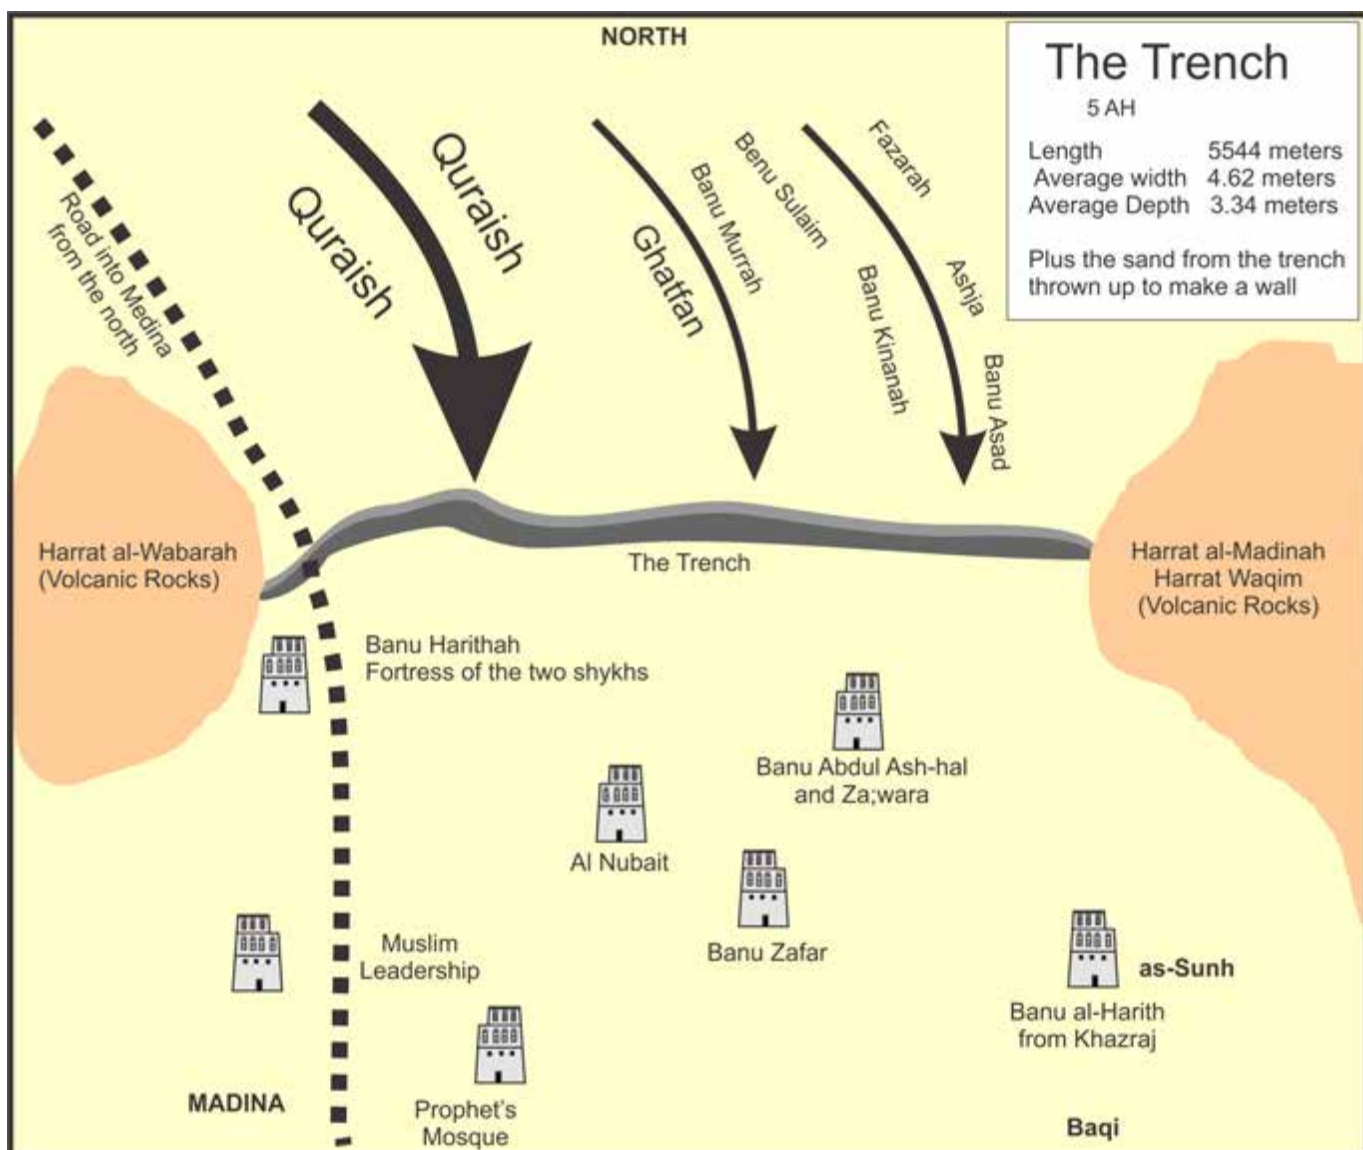 NORTH
The Trench
5 AH
Length 5544 meters
Average width 4.62 meters
Average Depth 3.34 meters
Plus the sand from the trench
thrown up to make a wall
Road into Medina
from the north
Quraish
Quraish
Ghatfan
Banu Murrah
Benu Sulaim
Banu Kinanah
Fazarah
Ashja
Banu Asad
Harrat al-Wabarah
(Volcanic Rocks)
The Trench
Harrat al-Madinah
Harrat Waqim
(Volcanic Rocks)
Banu Harithah
Fortress of the two shykhs
Banu Abdul Ash-hal
and Za;wara
Al Nubait
Banu Zafar
Muslim
Leadership
as-Sunh
Banu al-Harith
from Khazraj
MADINA
Prophet's
Mosque
Baqi